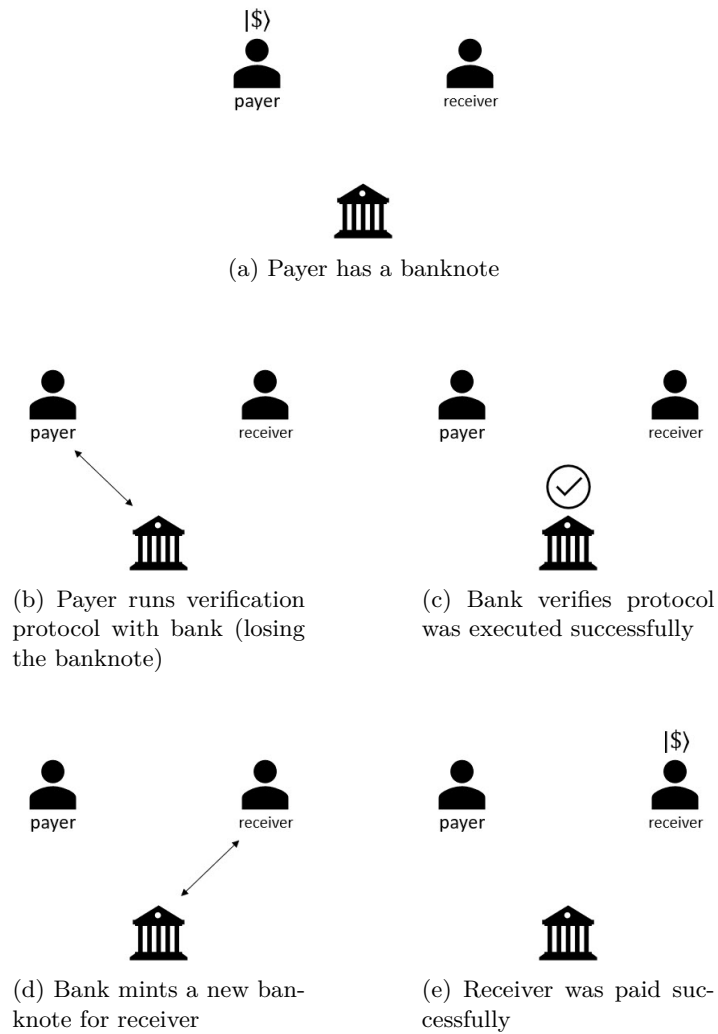 |$⟩
payer receiver
(a) Payer has a banknote
payer receiver
(b) Payer runs verification
protocol with bank (losing
the banknote)
payer receiver
(c) Bank verifies protocol
was executed successfully
payer receiver
(d) Bank mints a new ban-
knote for receiver
|$⟩
payer receiver
(e) Receiver was paid suc-
cessfully